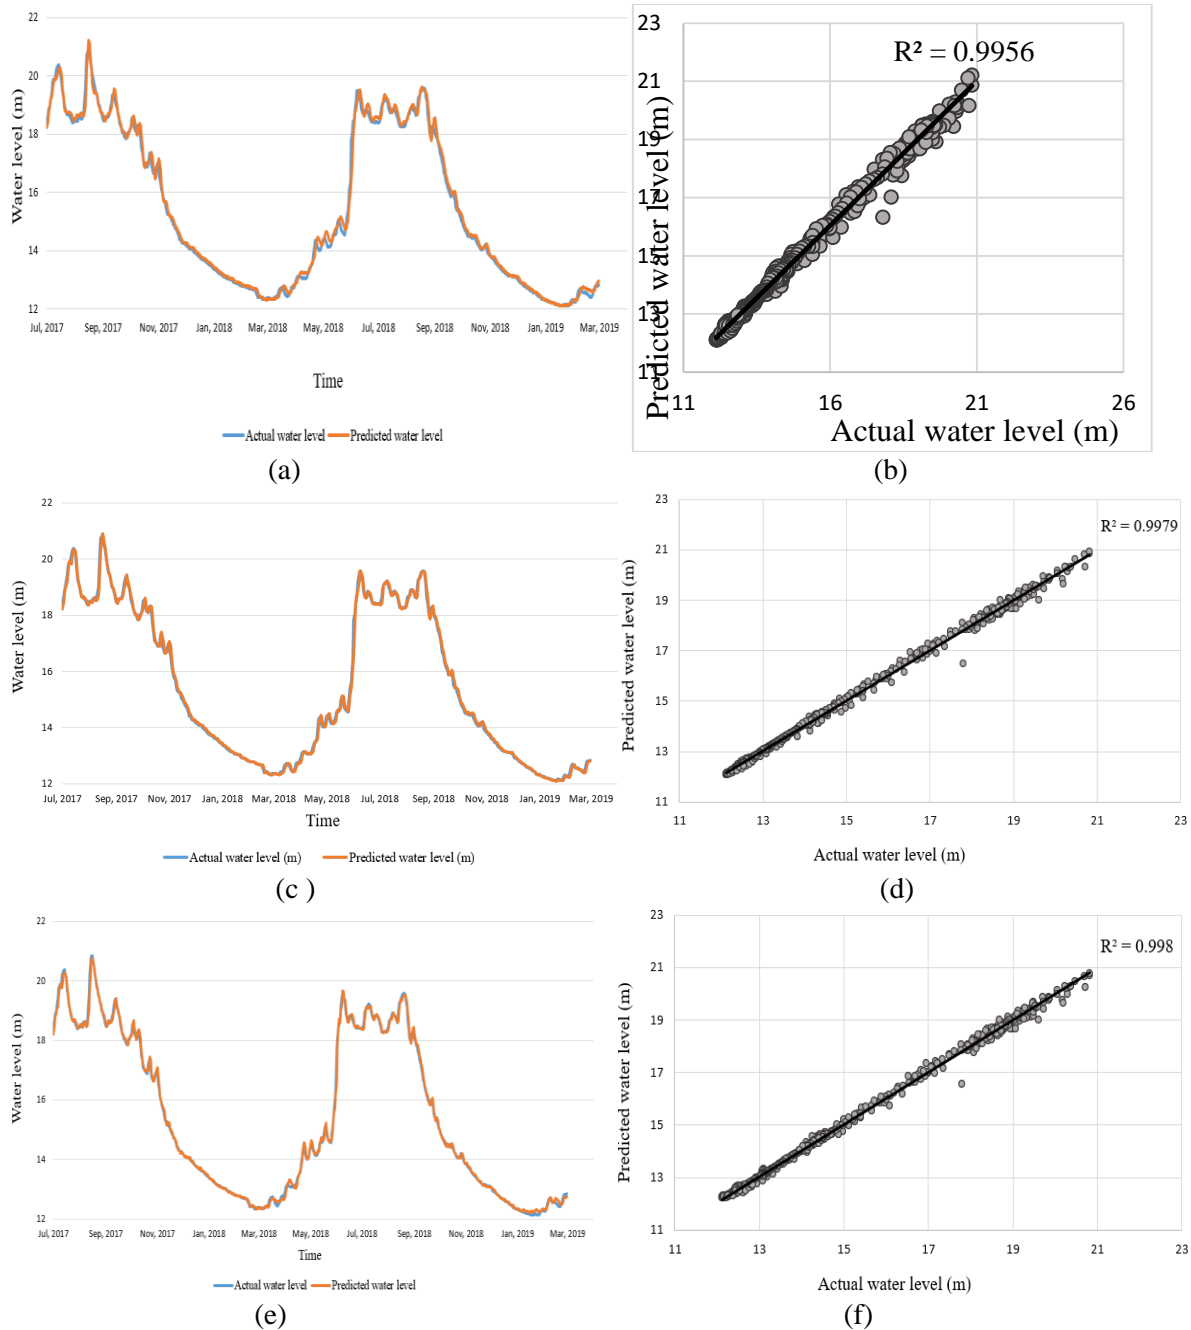 22
20
18
16
14
12
Water level (m)
Jul, 2017
Sep, 2017
Nov, 2017
Jan, 2018
Mar, 2018
May, 2018
Jul, 2018
Sep, 2018
Nov, 2018
Jan, 2019
Mar, 2019
Time
Actual water level
Predicted water level
(a)
23
21
19
17
15
13
11
Predicted water level (m)
R² = 0.9956
11
16
21
26
Actual water level (m)
(b)
22
20
18
16
14
12
Water level (m)
Jul, 2017
Sep, 2017
Nov, 2017
Jan, 2018
Mar, 2018
May, 2018
Jul, 2018
Sep, 2018
Nov, 2018
Jan, 2019
Mar, 2019
Time
Actual water level (m)
Predicted water level (m)
(c )
23
21
19
17
15
13
11
Predicted water level (m)
R² = 0.9979
11
13
15
17
19
21
23
Actual water level (m)
(d)
22
20
18
16
14
12
Water level (m)
Jul, 2017
Sep, 2017
Nov, 2017
Jan, 2018
Mar, 2018
May, 2018
Jul, 2018
Sep, 2018
Nov, 2018
Jan, 2019
Mar, 2019
Time
Actual water level
Predicted water level
(e)
23
21
19
17
15
13
11
Predicted water level (m)
R² = 0.998
11
13
15
17
19
21
23
Actual water level (m)
(f)